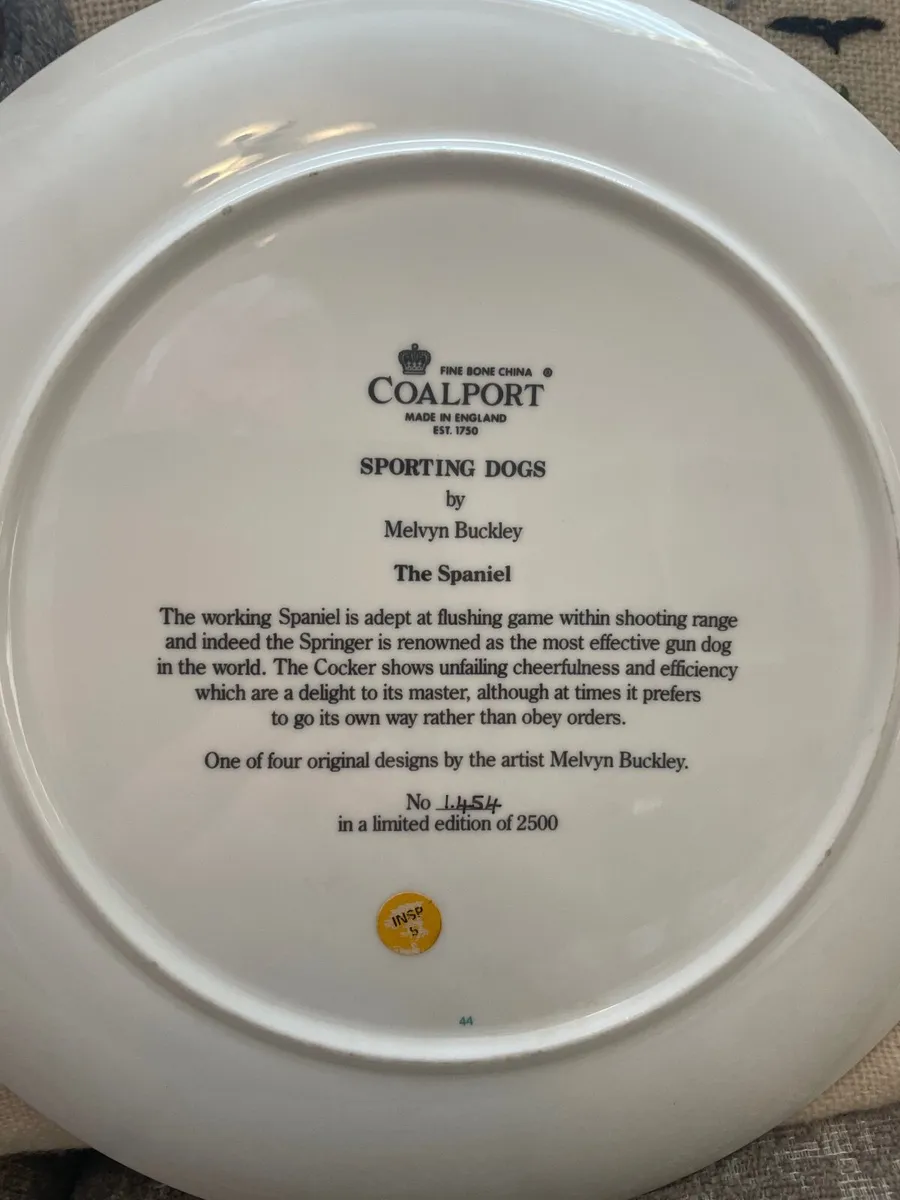 FINE BONE CHINA ®
COALPORT
MADE IN ENGLAND
EST. 1750
SPORTING DOGS
by
Melvyn Buckley
The Spaniel
The working Spaniel is adept at flushing game within shooting range
and indeed the Springer is renowned as the most effective gun dog
in the world. The Cocker shows unfailing cheerfulness and efficiency
which are a delight to its master, although at times it prefers
to go its own way rather than obey orders.
One of four original designs by the artist Melvyn Buckley.
No 1.454
in a limited edition of 2500
INSP
5
44